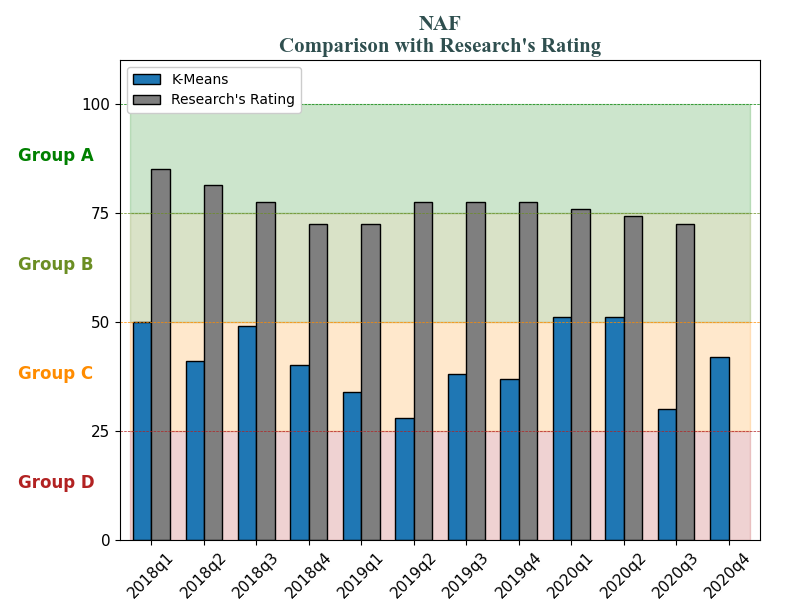 NAF
Comparison with Research's Rating
K-Means
Research's Rating
100
Group A
75
Group B
50
Group C
25
Group D
0
2018q1
2018q2
2018q3
2018q4
2019q1
2019q2
2019q3
2019q4
2020q1
2020q2
2020q3
2020q4